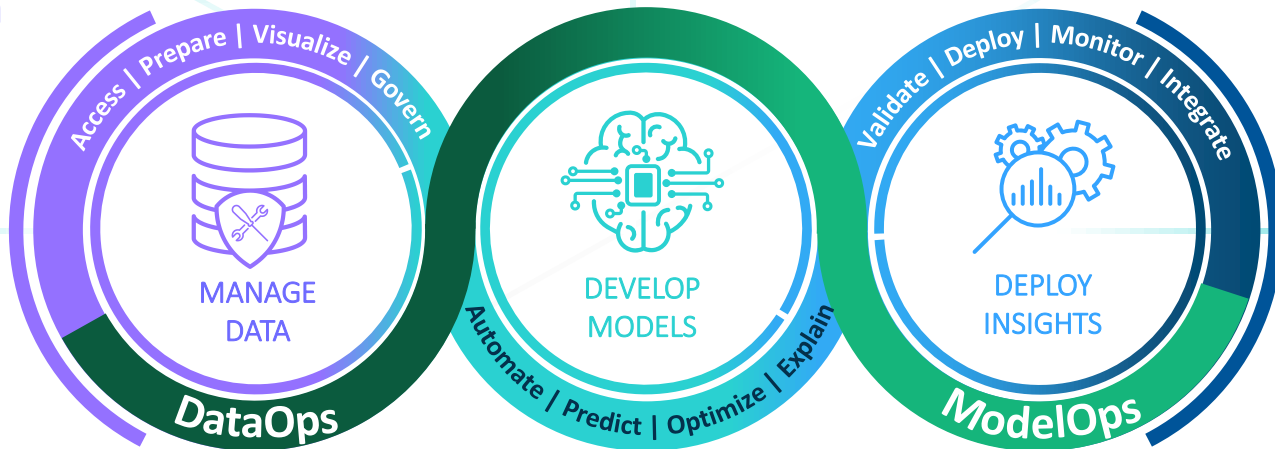 Access | Prepare | Visualize | Govern
MANAGE
DATA
DataOps
DEVELOP
MODELS
Automate | Predict | Optimize | Explain
Validate | Deploy | Monitor | Integrate
DEPLOY
INSIGHTS
ModelOps